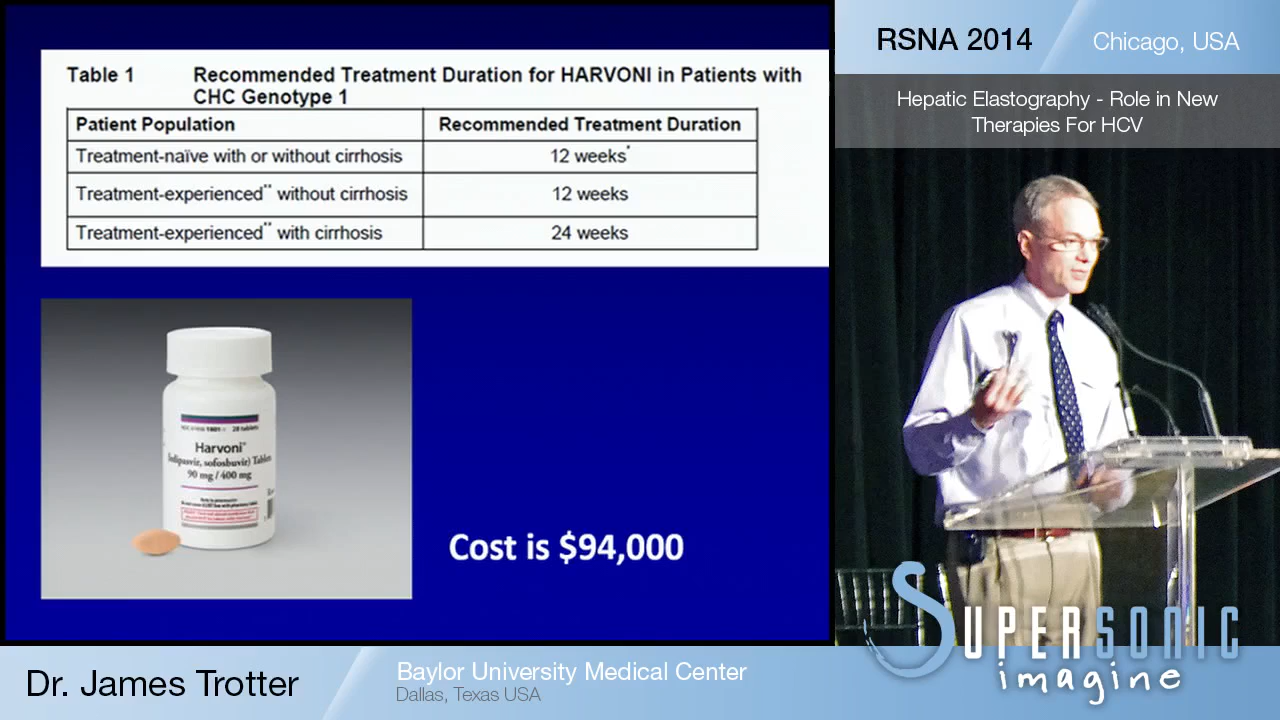 Table 1 Recommended Treatment Duration for HARVONI in Patients with
CHC Genotype 1
Patient Population Recommended Treatment Duration
Treatment-naïve with or without cirrhosis 12 weeks*
Treatment-experienced** without cirrhosis 12 weeks
Treatment-experienced** with cirrhosis 24 weeks
28 tablets
Harvoni
(ledipasvir, sofosbuvir) Tablets
90 mg / 400 mg
Cost is $94,000
RSNA 2014 Chicago, USA
Hepatic Elastography - Role in New
Therapies For HCV
SUPERSONIC
imagine
Dr. James Trotter
Baylor University Medical Center
Dallas, Texas USA